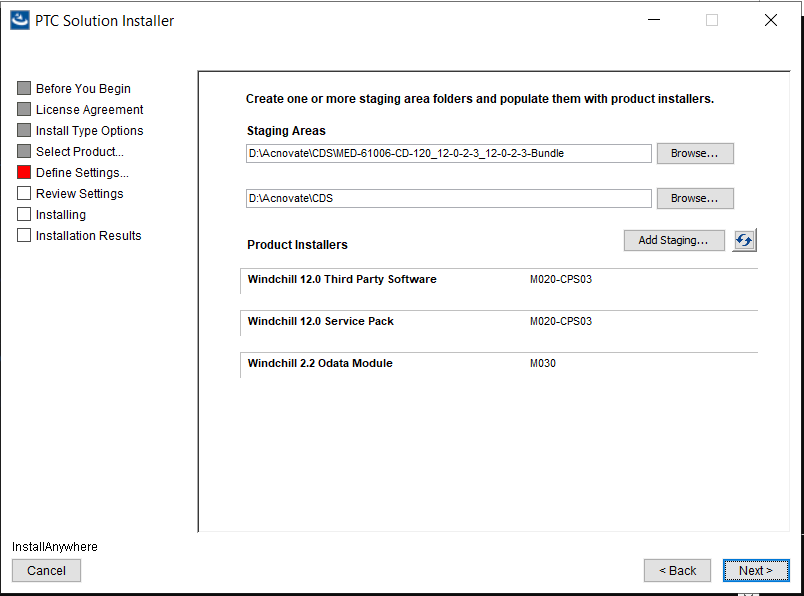 PTC Solution Installer
Before You Begin
License Agreement
Install Type Options
Select Product...
Define Settings...
Review Settings
Installing
Installation Results
Create one or more staging area folders and populate them with product installers.
Staging Areas
D:\Acnovate\CDS\MED-61006-CD-120_12-0-2-3_12-0-2-3-Bundle
Browse...
D:\Acnovate\CDS
Browse...
Product Installers
Add Staging...
Windchill 12.0 Third Party Software M020-CPS03
Windchill 12.0 Service Pack M020-CPS03
Windchill 2.2 Odata Module M030
InstallAnywhere
Cancel
< Back
Next >